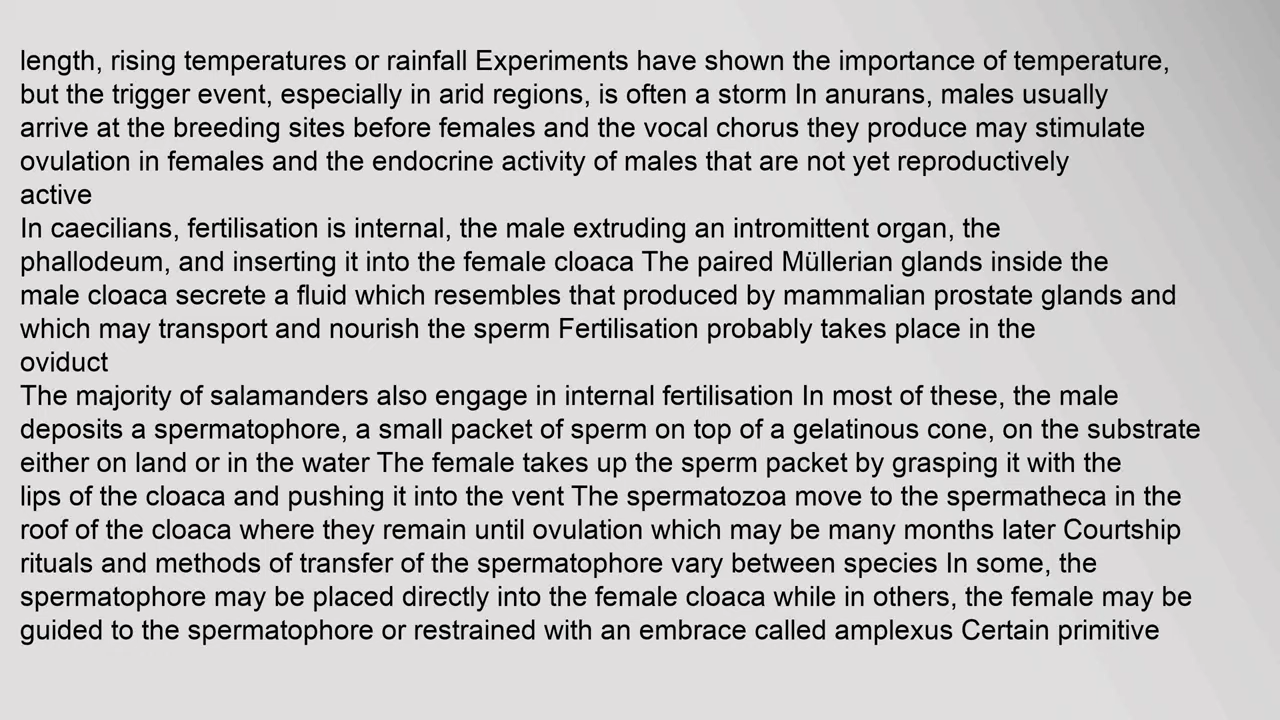 length, rising temperatures or rainfall Experiments have shown the importance of temperature,
but the trigger event, especially in arid regions, is often a storm In anurans, males usually
arrive at the breeding sites before females and the vocal chorus they produce may stimulate
ovulation in females and the endocrine activity of males that are not yet reproductively
active
In caecilians, fertilisation is internal, the male extruding an intromittent organ, the
phallodeum, and inserting it into the female cloaca The paired Müllerian glands inside the
male cloaca secrete a fluid which resembles that produced by mammalian prostate glands and
which may transport and nourish the sperm Fertilisation probably takes place in the
oviduct
The majority of salamanders also engage in internal fertilisation In most of these, the male
deposits a spermatophore, a small packet of sperm on top of a gelatinous cone, on the substrate
either on land or in the water The female takes up the sperm packet by grasping it with the
lips of the cloaca and pushing it into the vent The spermatozoa move to the spermatheca in the
roof of the cloaca where they remain until ovulation which may be many months later Courtship
rituals and methods of transfer of the spermatophore vary between species In some, the
spermatophore may be placed directly into the female cloaca while in others, the female may be
guided to the spermatophore or restrained with an embrace called amplexus Certain primitive